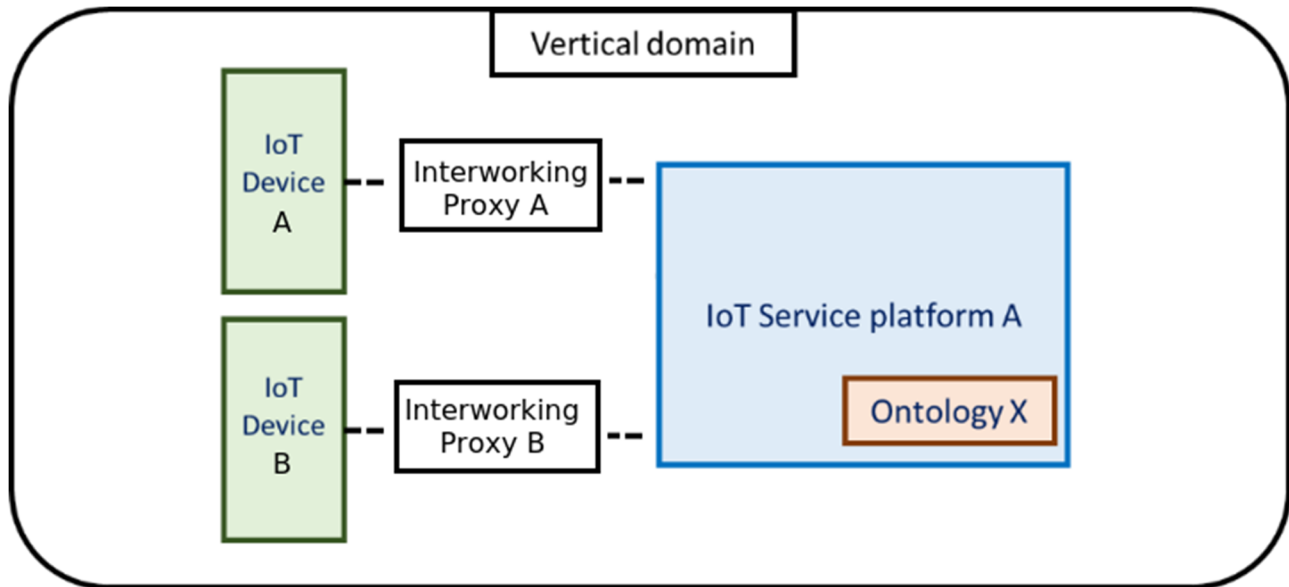 Vertical domain
IoT
Device
A
Interworking
Proxy A
IoT Service platform A
Ontology X
IoT
Device
B
Interworking
Proxy B